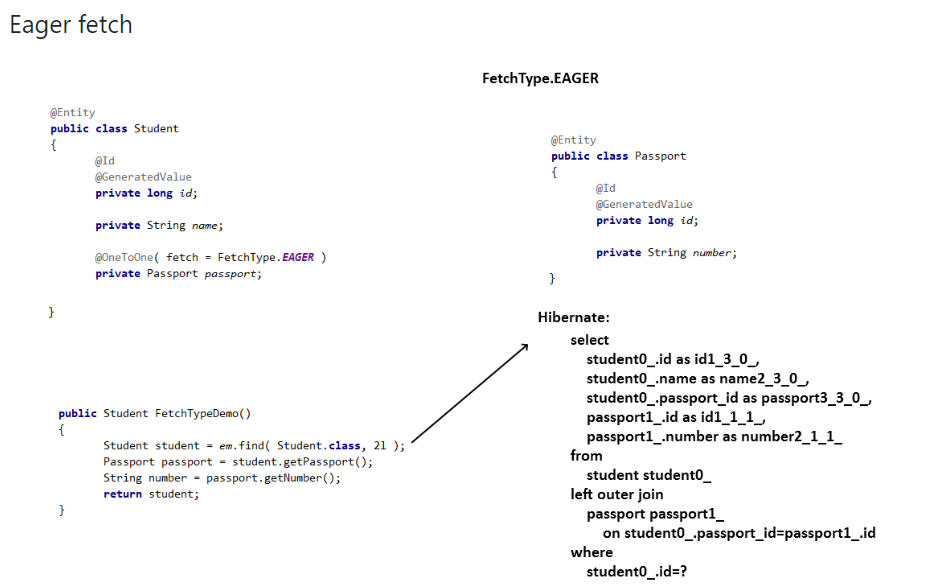 Eager fetch
FetchType.EAGER
@Entity
public class Student
{
@Id
@GeneratedValue
private long id;
private String name;
@OneToOne( fetch = FetchType.EAGER )
private Passport passport;
}
@Entity
public class Passport
{
@Id
@GeneratedValue
private long id;
private String number;
}
public Student FetchTypeDemo()
{
Student student = em.find( Student.class, 2l );
Passport passport = student.getPassport();
String number = passport.getNumber();
return student;
}
Hibernate:
select
student0_.id as id1_3_0_,
student0_.name as name2_3_0_,
student0_.passport_id as passport3_3_0_,
passport1_.id as id1_1_1_,
passport1_.number as number2_1_1_
from
student student0_
left outer join
passport passport1_
on student0_.passport_id=passport1_.id
where
student0_.id=?